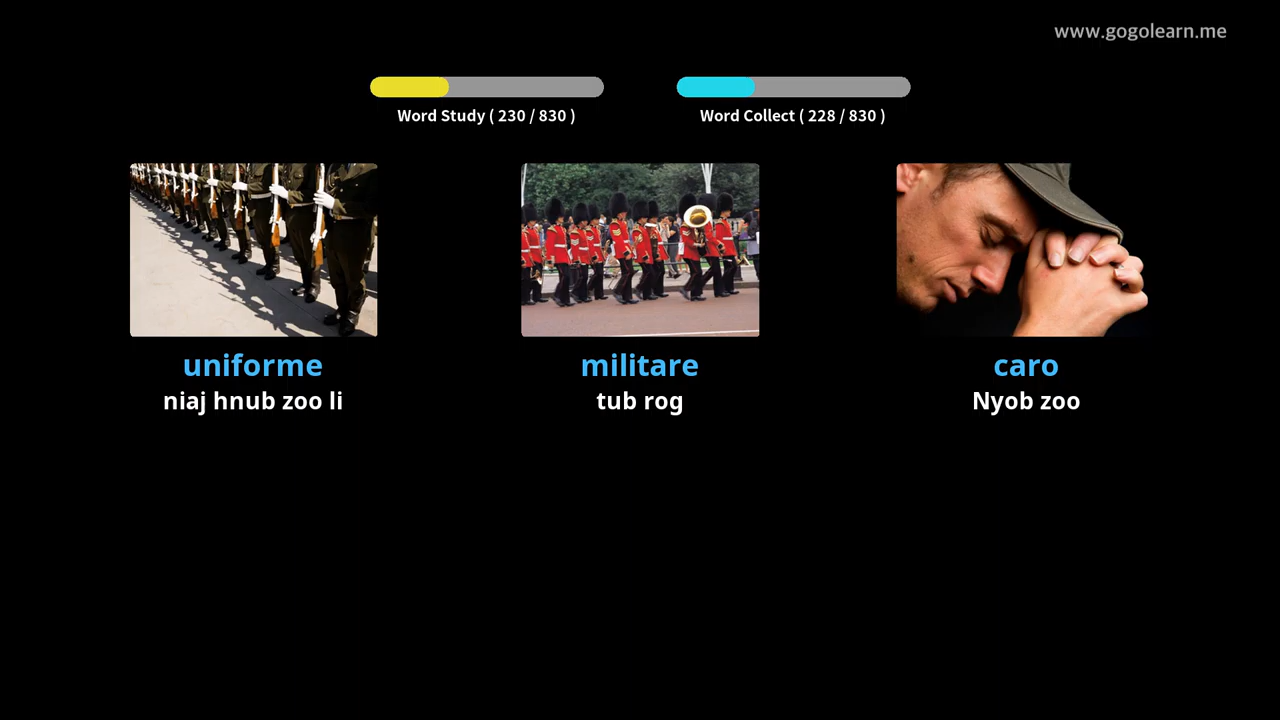 www.gogolearn.me
Word Study ( 230 / 830 )
Word Collect ( 228 / 830 )
uniforme
niaj hnub zoo li
militare
tub rog
caro
Nyob zoo